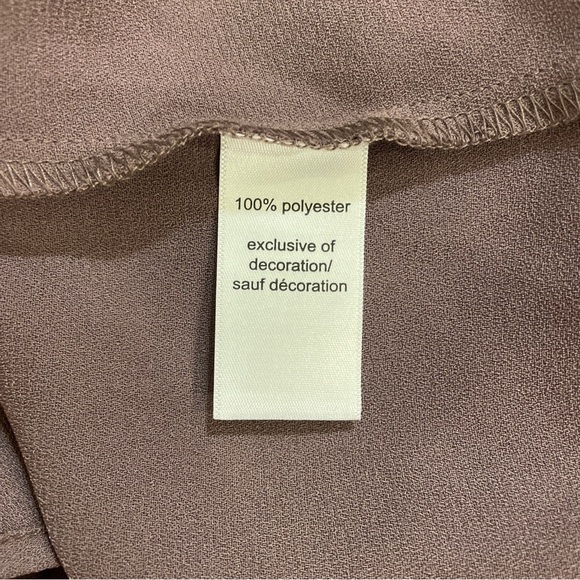 100% polyester
exclusive of
decoration/
sauf décoration